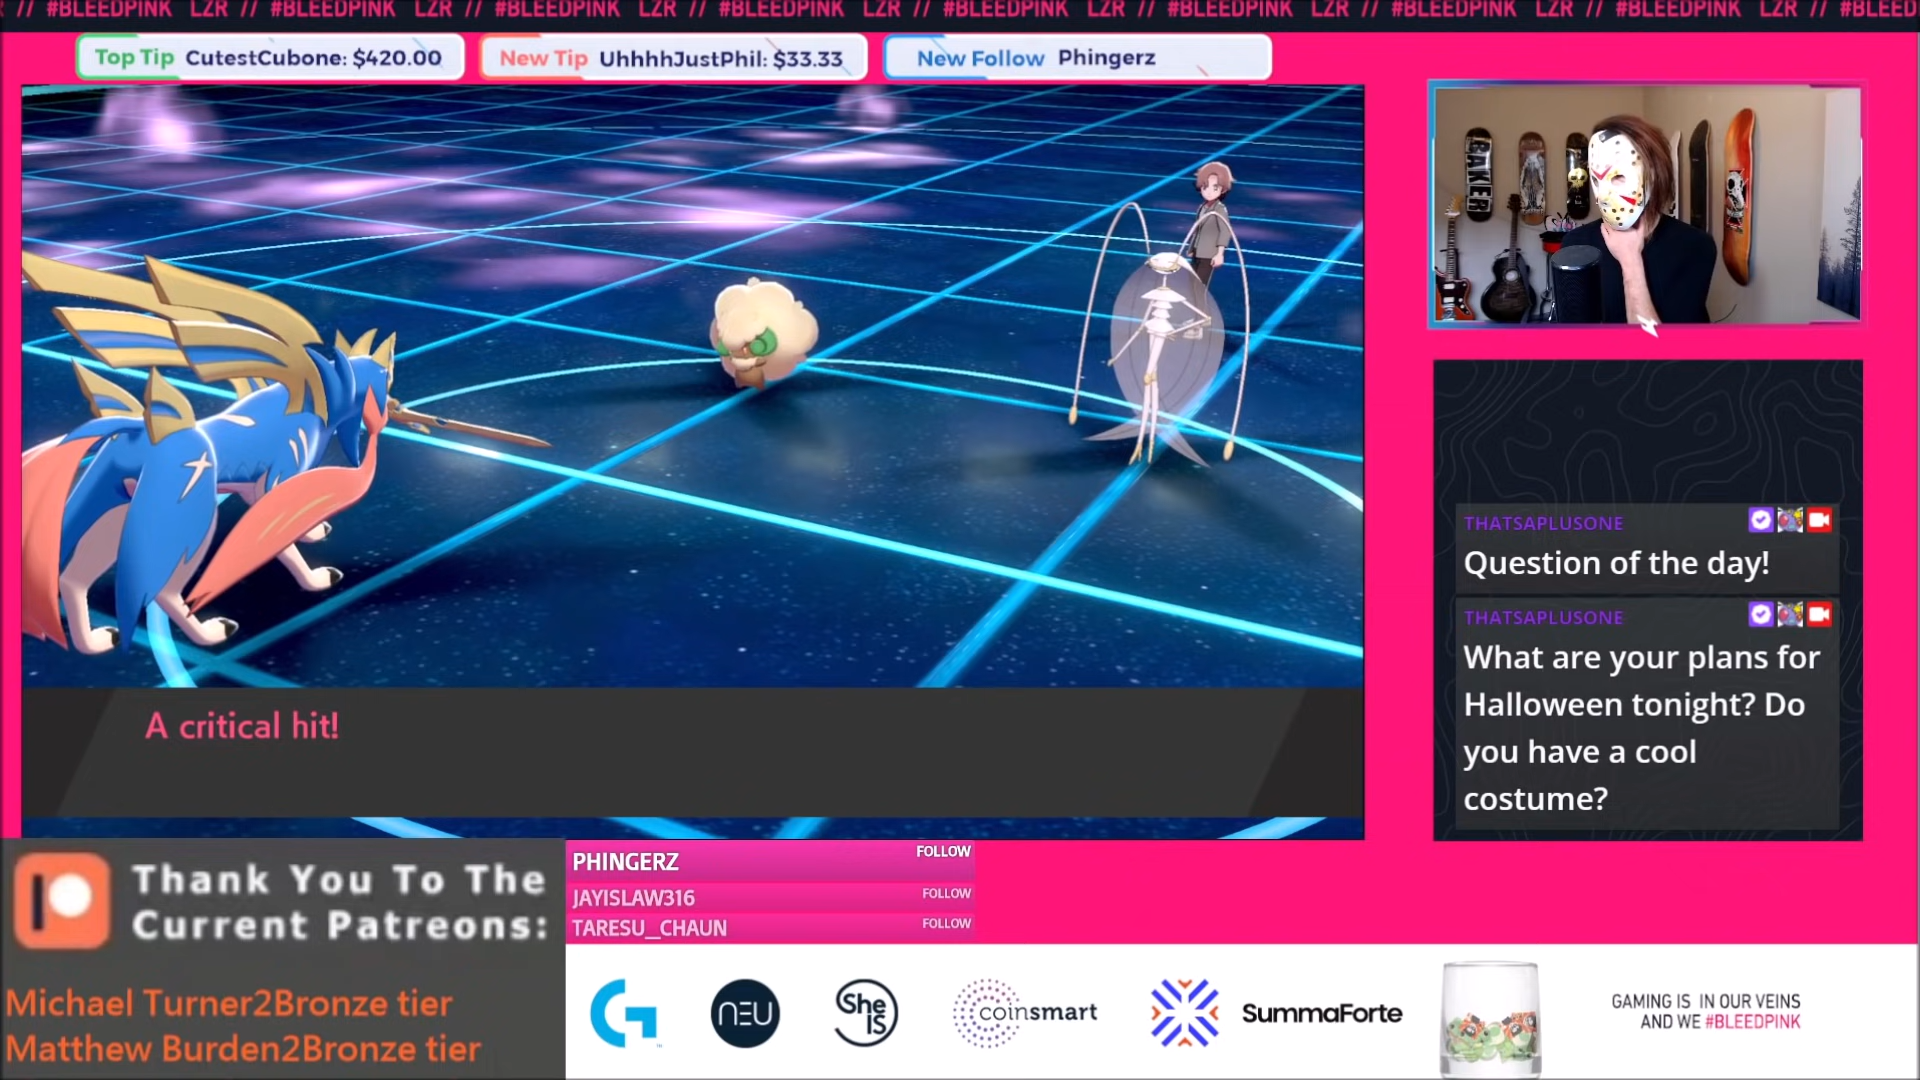 // #BLEEDPINK LZR // #BLEEDPINK LZR // #BLEEDPINK LZR // #BLEEDPINK LZR // #BLEEDPINK LZR // #BLEEDPINK LZR // #BLEEDPINK LZR // #BLEEDPINK LZR // #BLEED
Top Tip CutestCubone: $420.00
New Tip UhhhhJustPhil: $33.33
New Follow Phingerz
BAKER
THATSAPLUSONE
Question of the day!
THATSAPLUSONE
What are your plans for
Halloween tonight? Do
you have a cool
costume?
A critical hit!
Thank You To The
Current Patreons:
Michael Turner2Bronze tier
Matthew Burden2Bronze tier
PHINGERZ FOLLOW
JAYISLAW316 FOLLOW
TARESU_CHAUN FOLLOW
G
NEU
She
IS
coinsmart
SummaForte
GAMING IS IN OUR VEINS
AND WE #BLEEDPINK